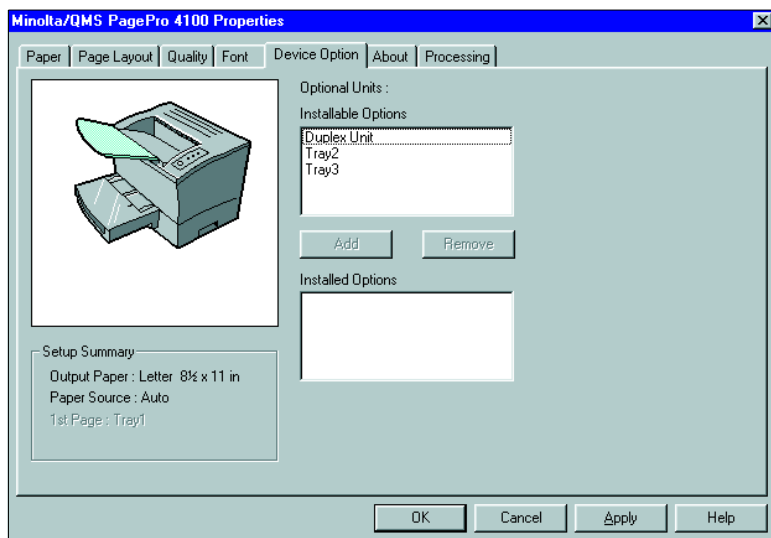 Minolta/QMS PagePro 4100 Properties
Paper
Page Layout
Quality
Font
Device Option
About
Processing
Optional Units :
Installable Options
Duplex Unit
Tray2
Tray3
Add
Remove
Installed Options
Setup Summary
Output Paper : Letter 8½ x 11 in
Paper Source : Auto
1st Page : Tray1
OK
Cancel
Apply
Help